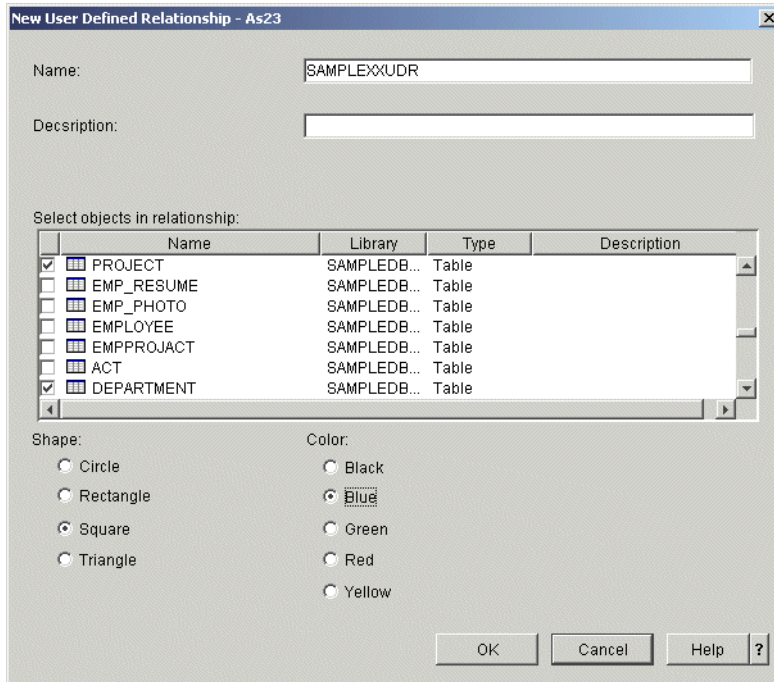 New User Defined Relationship - As23
Name: SAMPLEXXUDR
Decsription:
Select objects in relationship:
Name Library Type Description
PROJECT SAMPLEDB... Table
EMP_RESUME SAMPLEDB... Table
EMP_PHOTO SAMPLEDB... Table
EMPLOYEE SAMPLEDB... Table
EMPPROJACT SAMPLEDB... Table
ACT SAMPLEDB... Table
DEPARTMENT SAMPLEDB... Table
Shape: Color:
Circle Black
Rectangle Blue
Square Green
Triangle Red
Yellow
OK Cancel Help ?